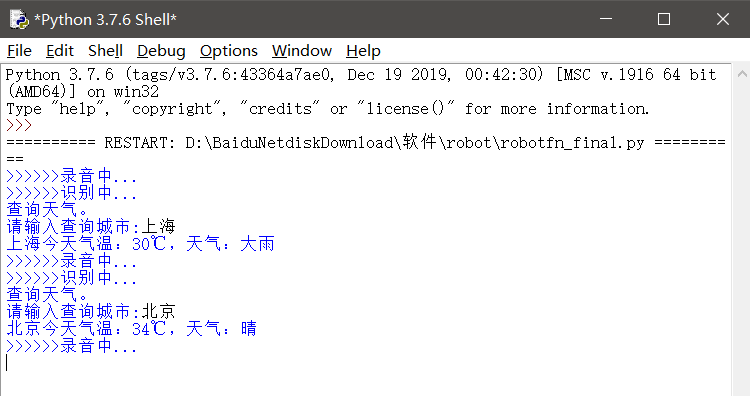 *Python 3.7.6 Shell*
File Edit Shell Debug Options Window Help
Python 3.7.6 (tags/v3.7.6:43364a7ae0, Dec 19 2019, 00:42:30) [MSC v.1916 64 bit
(AMD64)] on win32
Type "help", "copyright", "credits" or "license()" for more information.
>>>
========== RESTART: D:\BaiduNetdiskDownload\软件\robot\robotfn_final.py =========
==
>>>>>>录音中...
>>>>>>识别中...
查询天气。
请输入查询城市:上海
上海今天气温：30℃，天气：大雨
>>>>>>录音中...
>>>>>>识别中...
查询天气。
请输入查询城市:北京
北京今天气温：34℃，天气：晴
>>>>>>录音中...